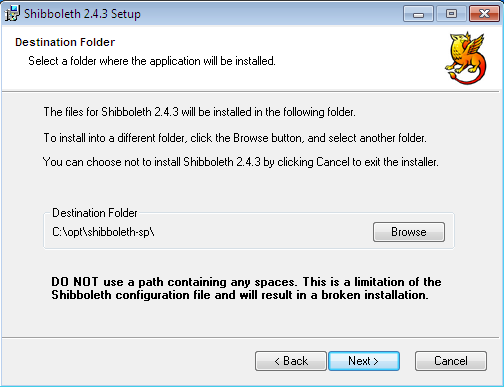 Shibboleth 2.4.3 Setup
Destination Folder
Select a folder where the application will be installed.
The files for Shibboleth 2.4.3 will be installed in the following folder.
To install into a different folder, click the Browse button, and select another folder.
You can choose not to install Shibboleth 2.4.3 by clicking Cancel to exit the installer.
Destination Folder
C:\opt\shibboleth-sp\
Browse
DO NOT use a path containing any spaces. This is a limitation of the
Shibboleth configuration file and will result in a broken installation.
< Back
Next >
Cancel